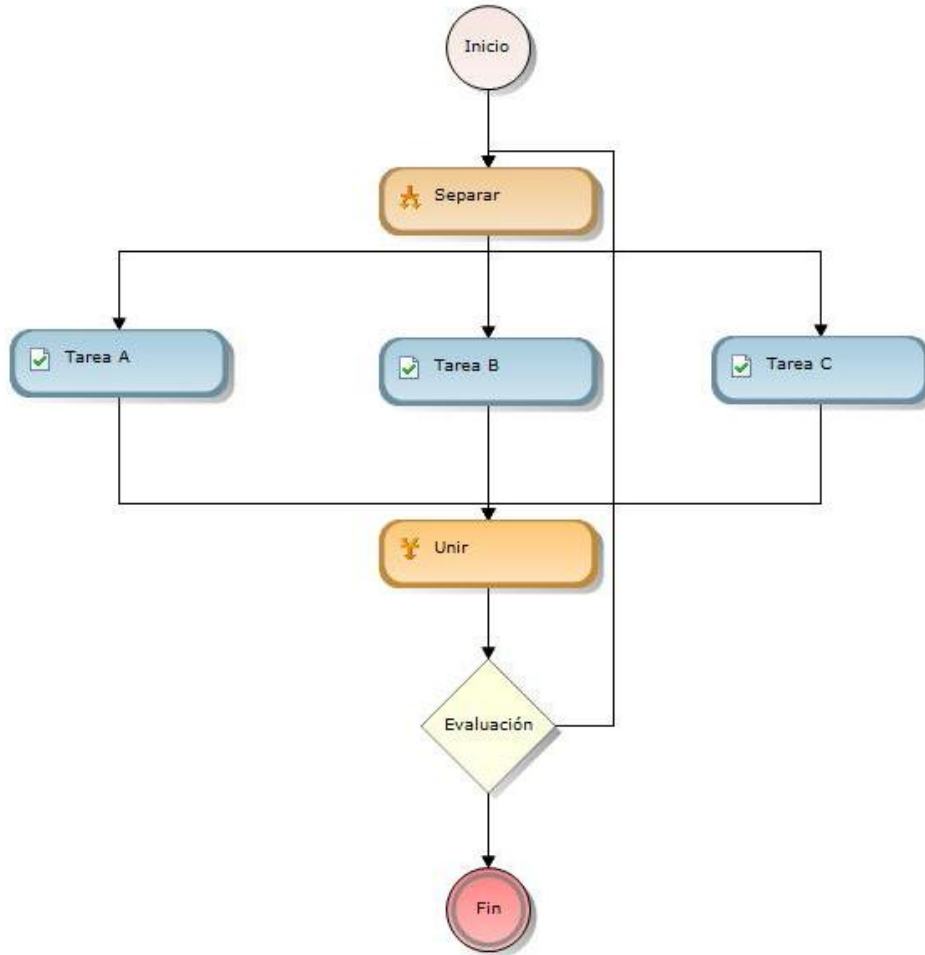 Inicio
Separar
Tarea A
Tarea B
Tarea C
Unir
Evaluación
Fin